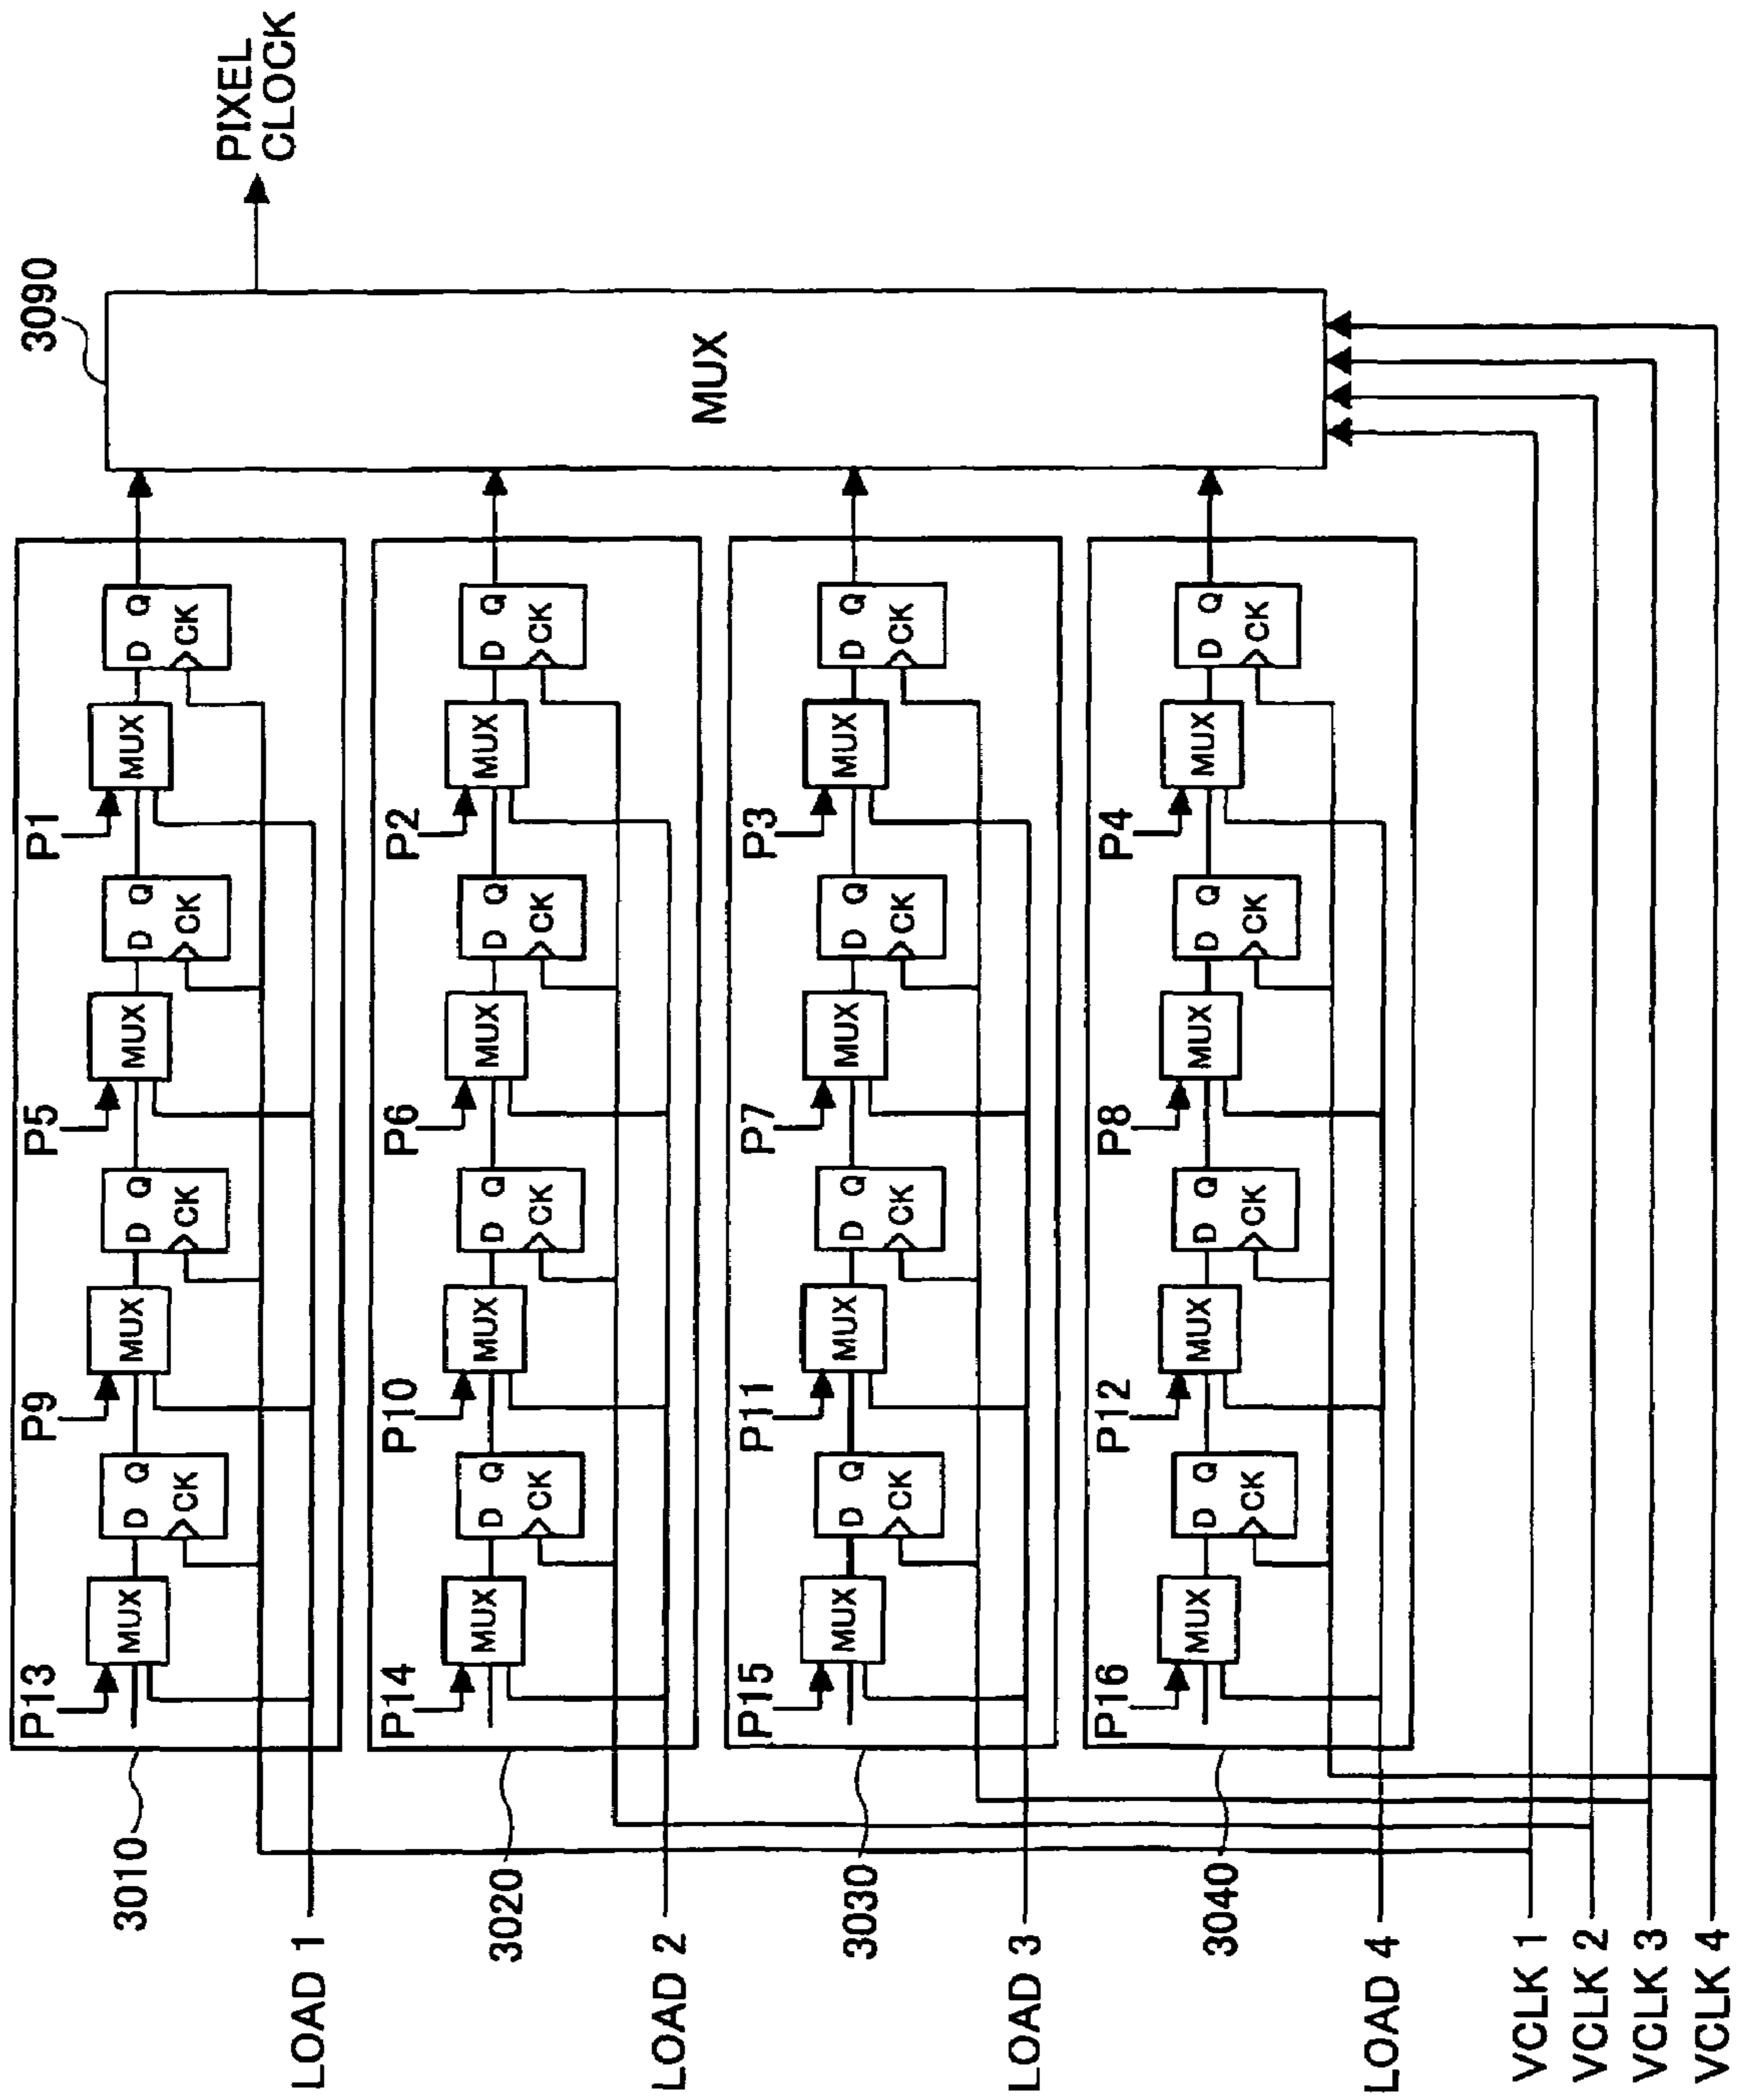 3090
PIXEL
CLOCK
MUX
P13
P9
P5
P1
MUX
D Q
CK
MUX
D Q
CK
MUX
D Q
CK
MUX
D Q
CK
3010
LOAD 1
P14
P10
P6
P2
MUX
D Q
CK
MUX
D Q
CK
MUX
D Q
CK
MUX
D Q
CK
3020
LOAD 2
P15
P11
P7
P3
MUX
D Q
CK
MUX
D Q
CK
MUX
D Q
CK
MUX
D Q
CK
3030
LOAD 3
P16
P12
P8
P4
MUX
D Q
CK
MUX
D Q
CK
MUX
D Q
CK
MUX
D Q
CK
3040
LOAD 4
VCLK 1
VCLK 2
VCLK 3
VCLK 4